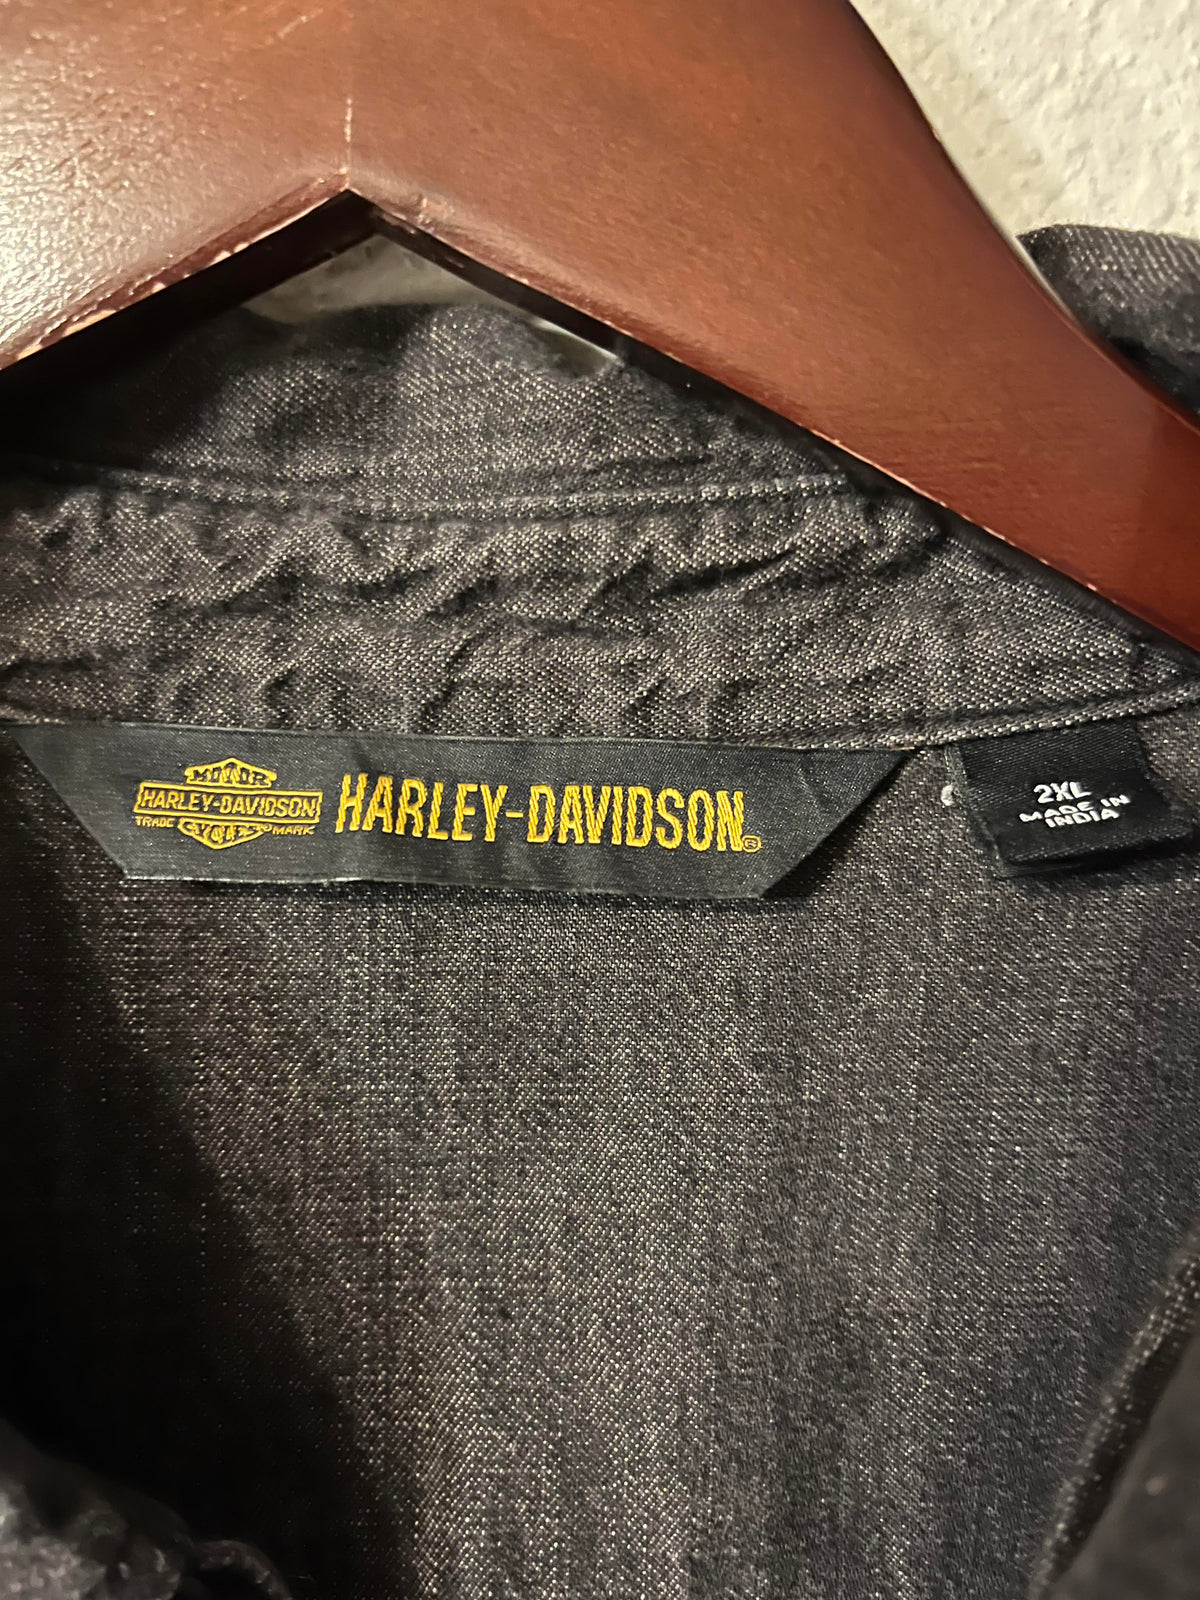 MOTOR
HARLEY-DAVIDSON
TRADE MARK
CYCLES
HARLEY-DAVIDSON®
2XL
MADE IN
INDIA